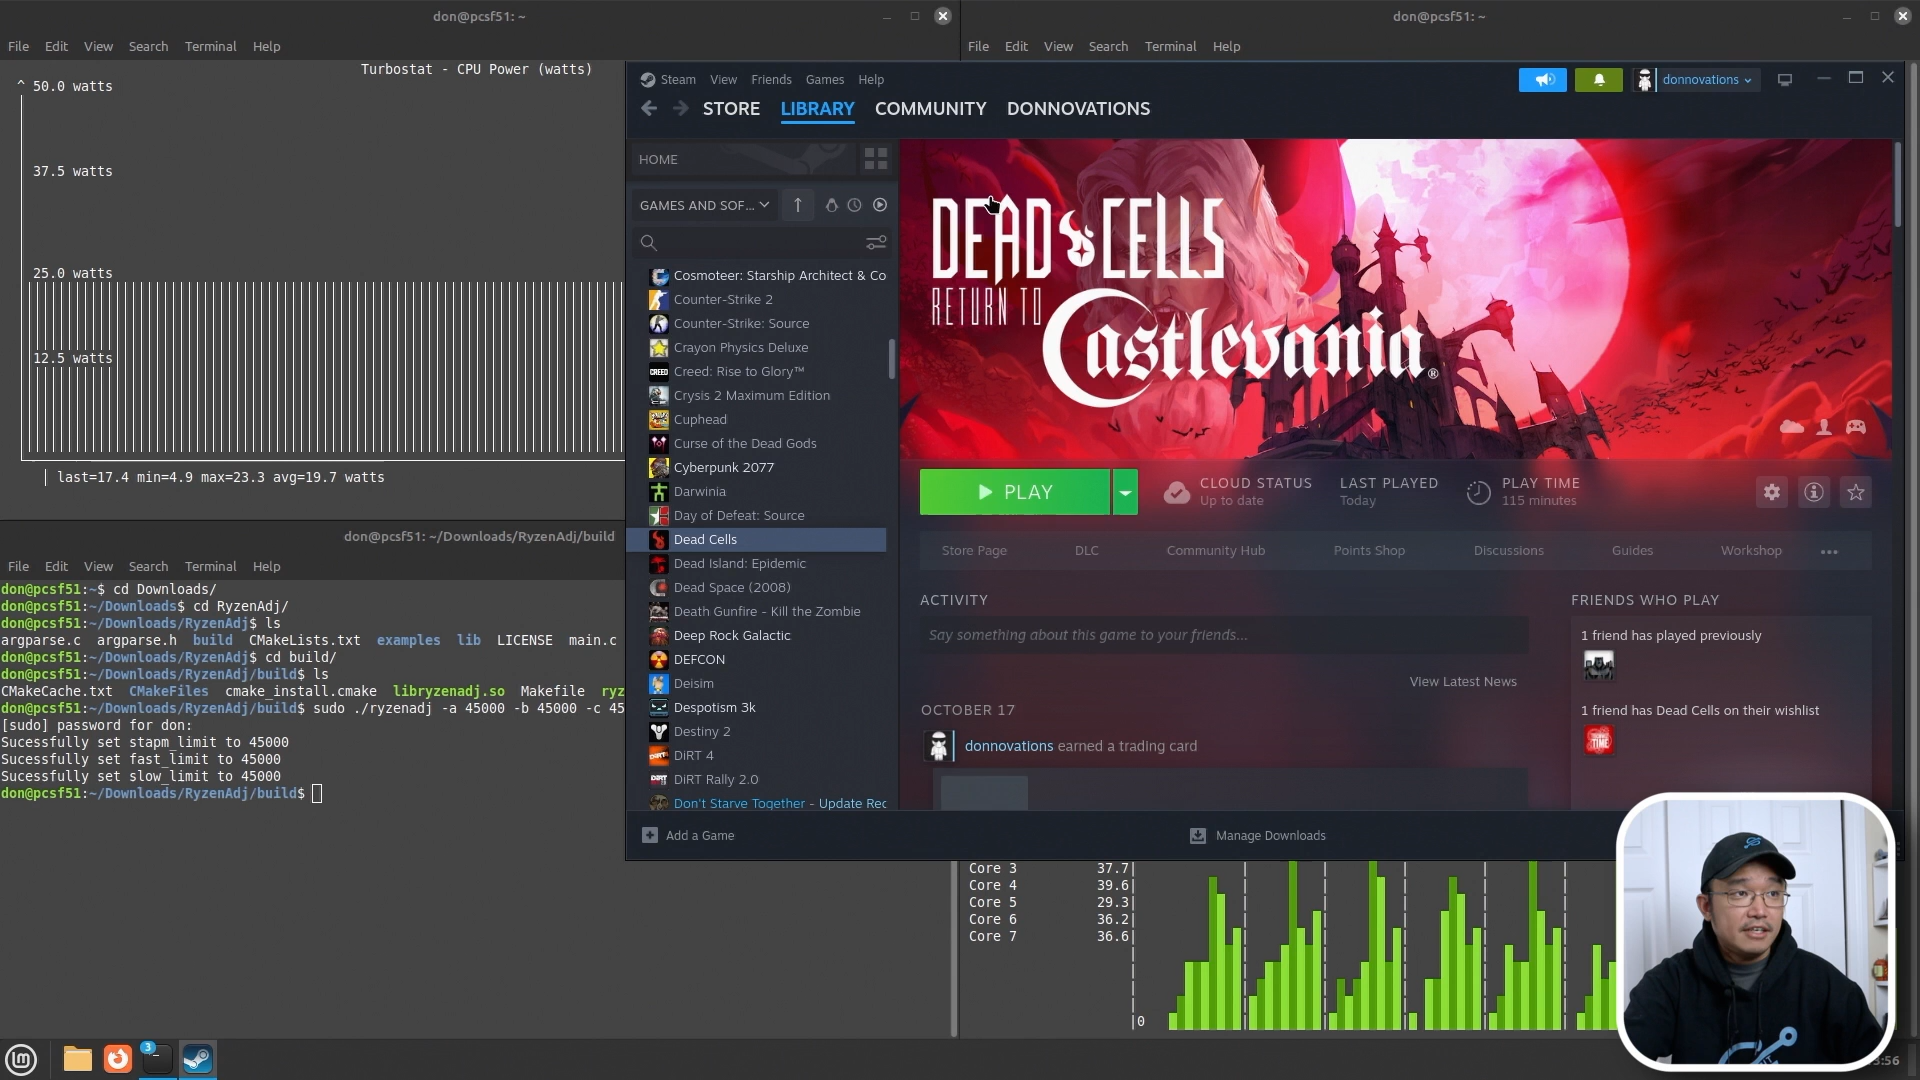 don@pcsf51: ~
File Edit View Search Terminal Help
Turbostat - CPU Power (watts)
^ 50.0 watts
37.5 watts
25.0 watts
12.5 watts
last=17.4 min=4.9 max=23.3 avg=19.7 watts
don@pcsf51: ~/Downloads/RyzenAdj/build
File Edit View Search Terminal Help
don@pcsf51:~$ cd Downloads/
don@pcsf51:~/Downloads$ cd RyzenAdj/
don@pcsf51:~/Downloads/RyzenAdj$ ls
argparse.c argparse.h build CMakeLists.txt examples lib LICENSE main.c
don@pcsf51:~/Downloads/RyzenAdj$ cd build/
don@pcsf51:~/Downloads/RyzenAdj/build$ ls
CMakeCache.txt CMakeFiles cmake_install.cmake libryzenadj.so Makefile ryz
don@pcsf51:~/Downloads/RyzenAdj/build$ sudo ./ryzenadj -a 45000 -b 45000 -c 45
[sudo] password for don:
Sucessfully set stapm_limit to 45000
Sucessfully set fast_limit to 45000
Sucessfully set slow_limit to 45000
don@pcsf51:~/Downloads/RyzenAdj/build$
don@pcsf51: ~
File Edit View Search Terminal Help
Steam View Friends Games Help
donnovations
STORE LIBRARY COMMUNITY DONNOVATIONS
HOME
GAMES AND SOF...
Cosmoteer: Starship Architect & Co
Counter-Strike 2
Counter-Strike: Source
Crayon Physics Deluxe
Creed: Rise to Glory™
Crysis 2 Maximum Edition
Cuphead
Curse of the Dead Gods
Cyberpunk 2077
Darwinia
Day of Defeat: Source
Dead Cells
Dead Island: Epidemic
Dead Space (2008)
Death Gunfire - Kill the Zombie
Deep Rock Galactic
DEFCON
Deisim
Despotism 3k
Destiny 2
DiRT 4
DiRT Rally 2.0
Don't Starve Together - Update Rec
DEAD CELLS
RETURN TO
Castlevania®
PLAY
CLOUD STATUS
Up to date
LAST PLAYED
Today
PLAY TIME
115 minutes
Store Page DLC Community Hub Points Shop Discussions Guides Workshop
ACTIVITY
Say something about this game to your friends...
View Latest News
OCTOBER 17
donnovations earned a trading card
FRIENDS WHO PLAY
1 friend has played previously
1 friend has Dead Cells on their wishlist
Add a Game
Manage Downloads
Core 3 37.7
Core 4 39.6
Core 5 29.3
Core 6 36.2
Core 7 36.6
0
3
:56